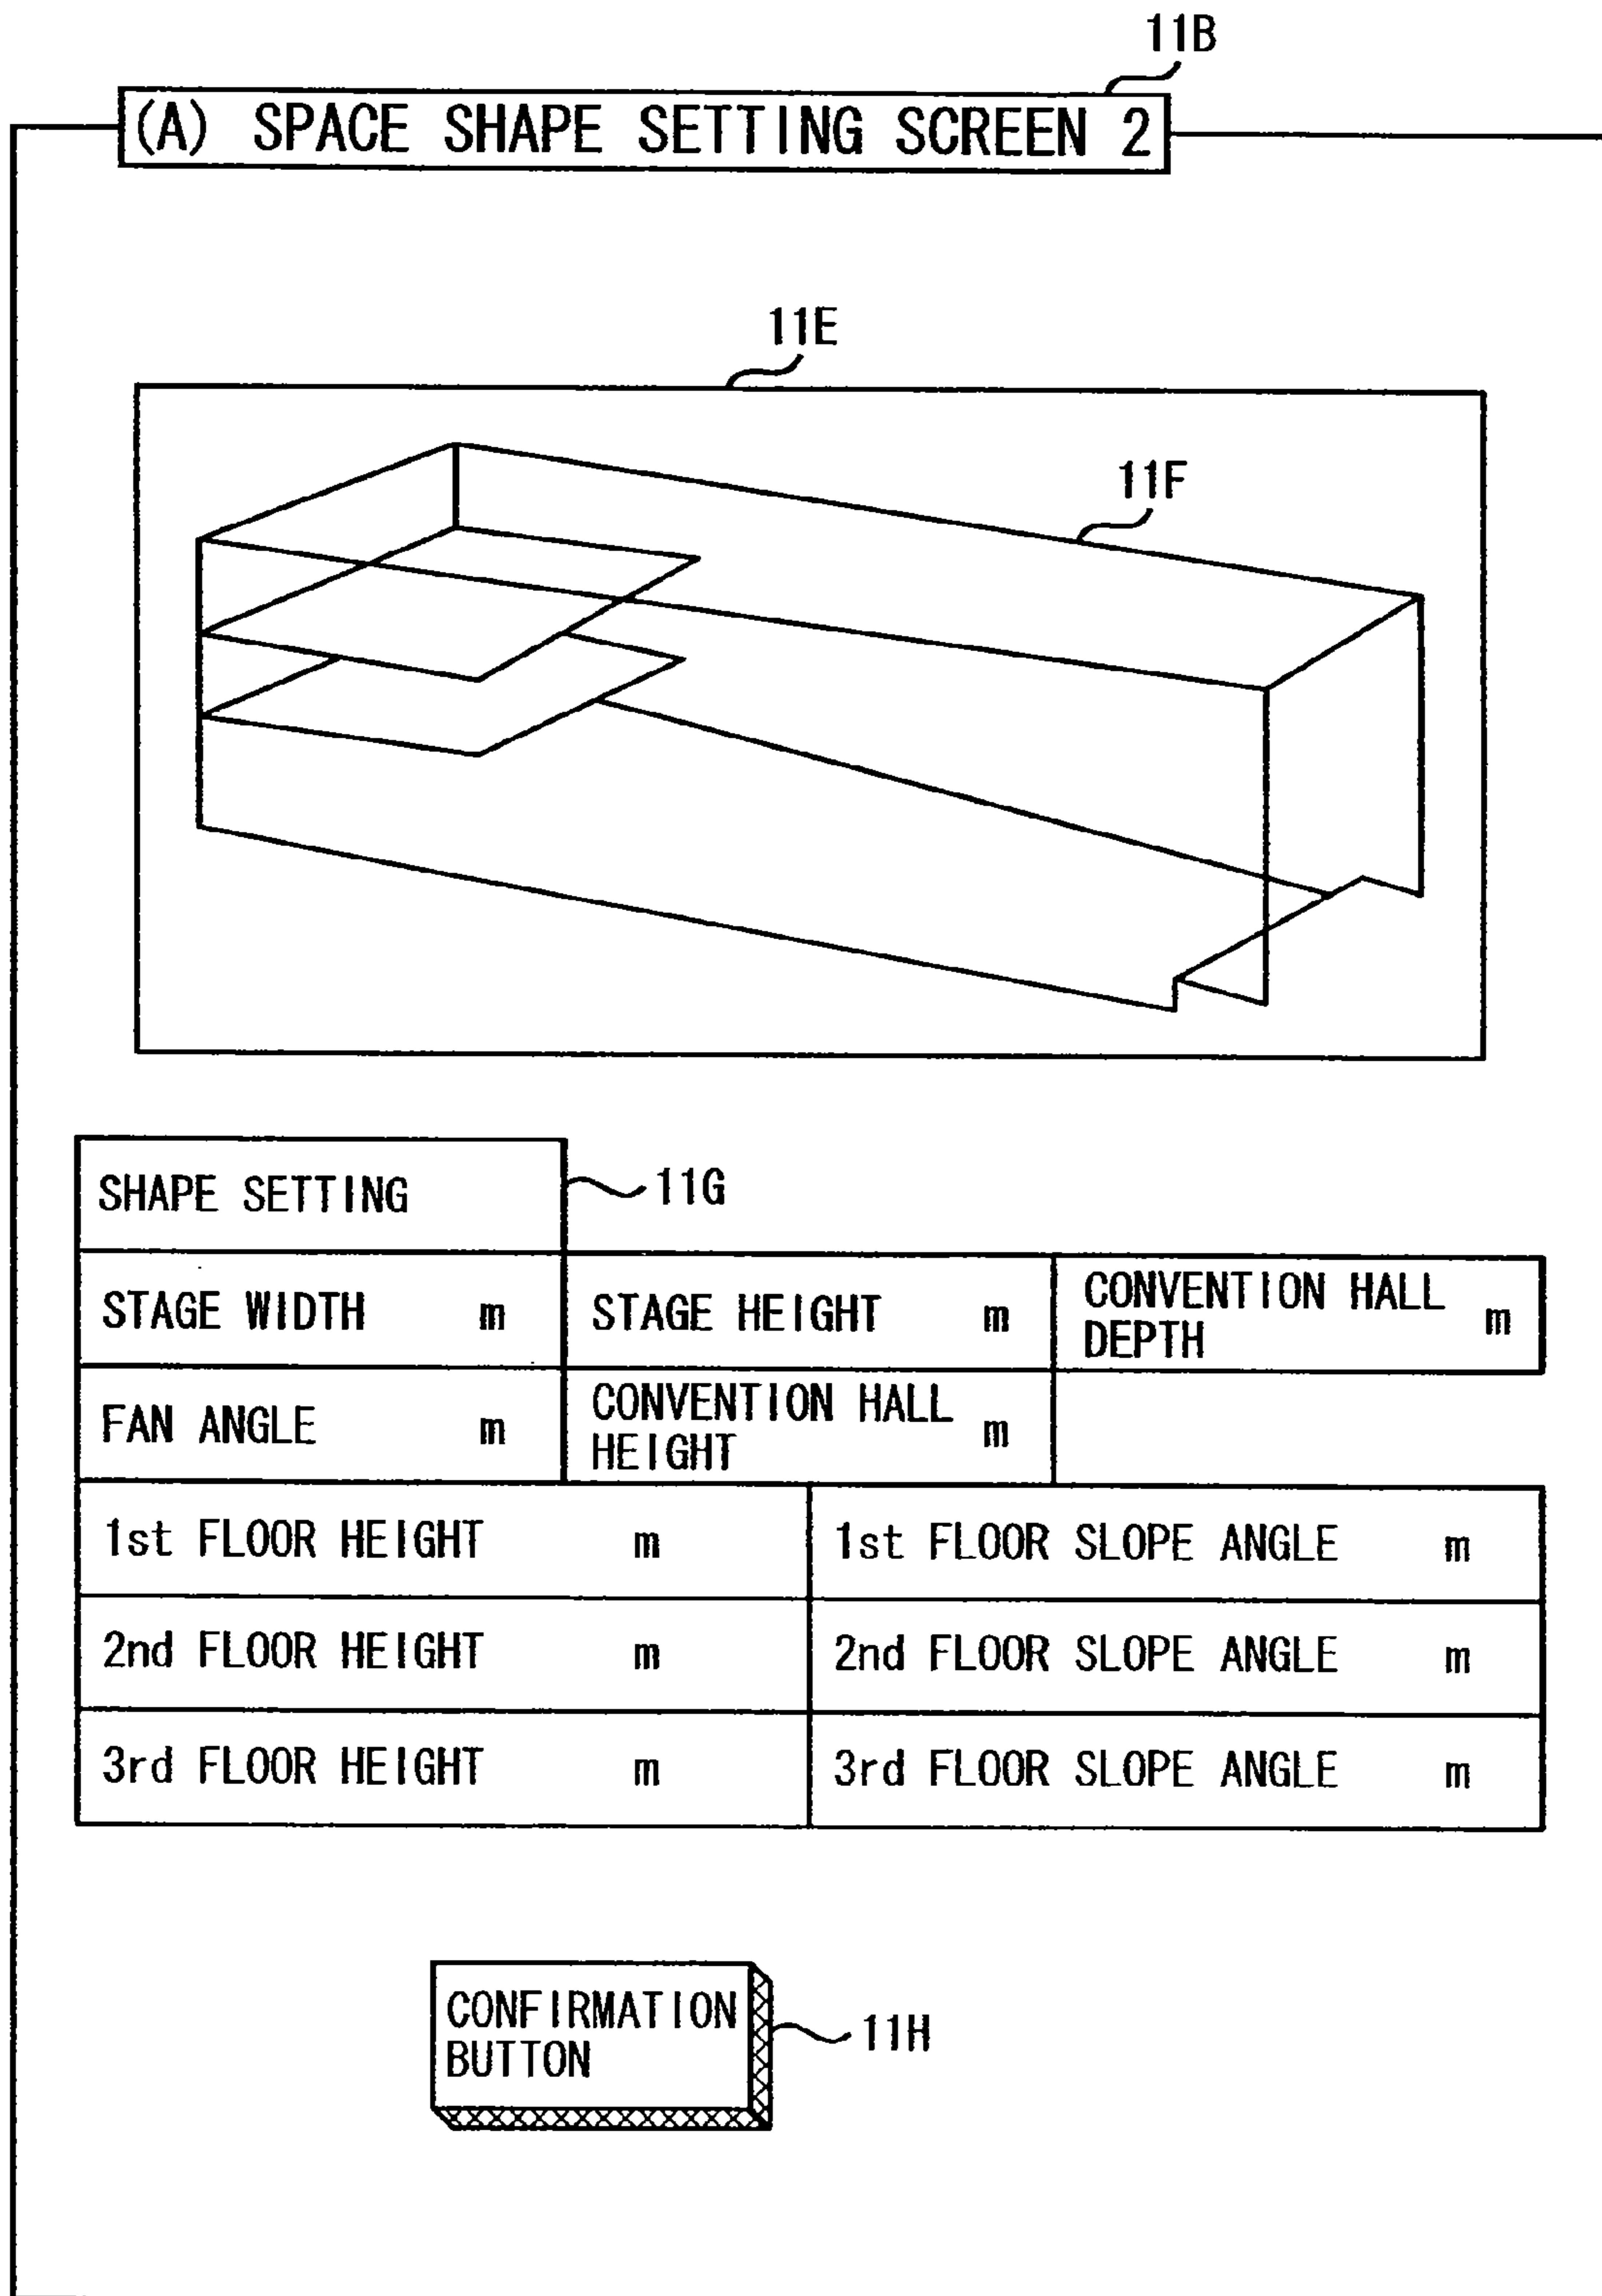 11B
(A) SPACE SHAPE SETTING SCREEN 2
11E
11F
SHAPE SETTING
11G
STAGE WIDTH m
STAGE HEIGHT m
CONVENTION HALL
DEPTH m
FAN ANGLE m
CONVENTION HALL
HEIGHT m
1st FLOOR HEIGHT m
1st FLOOR SLOPE ANGLE m
2nd FLOOR HEIGHT m
2nd FLOOR SLOPE ANGLE m
3rd FLOOR HEIGHT m
3rd FLOOR SLOPE ANGLE m
CONFIRMATION
BUTTON
11H